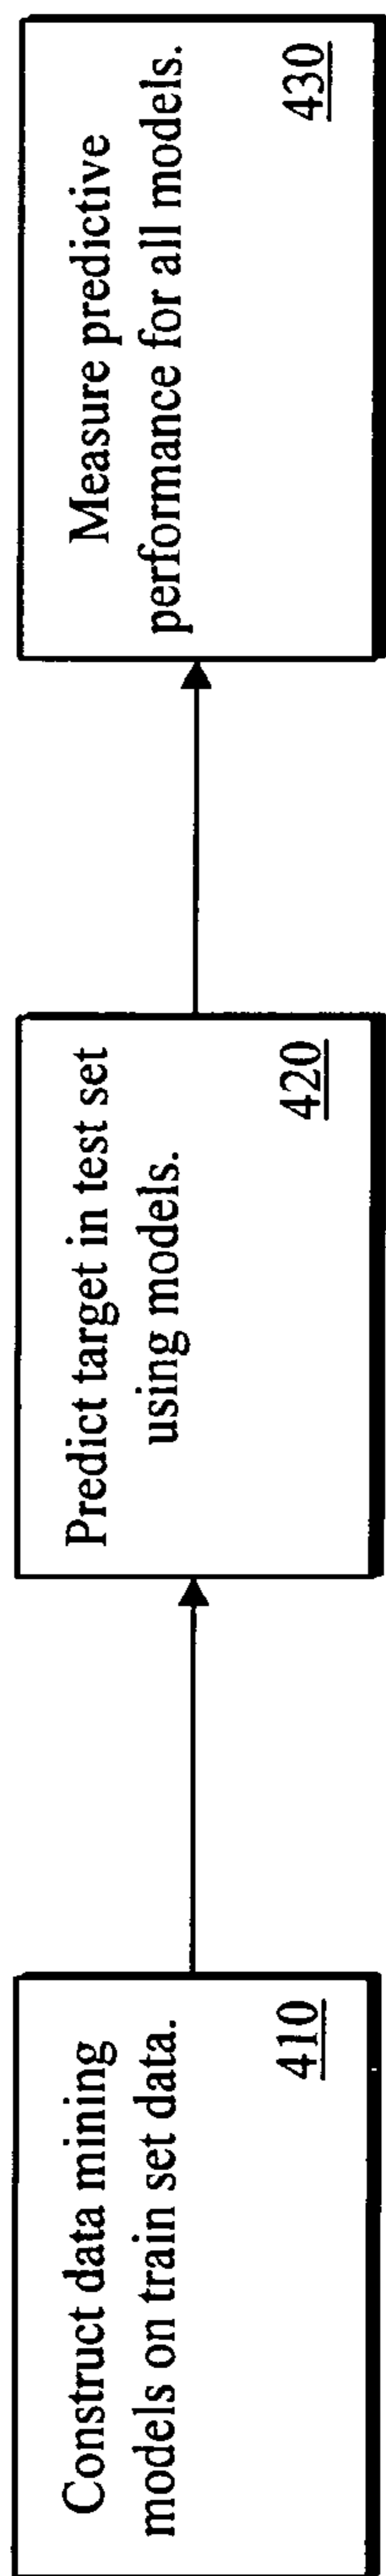 Construct data mining
models on train set data.
410
Predict target in test set
using models.
420
Measure predictive
performance for all models.
430